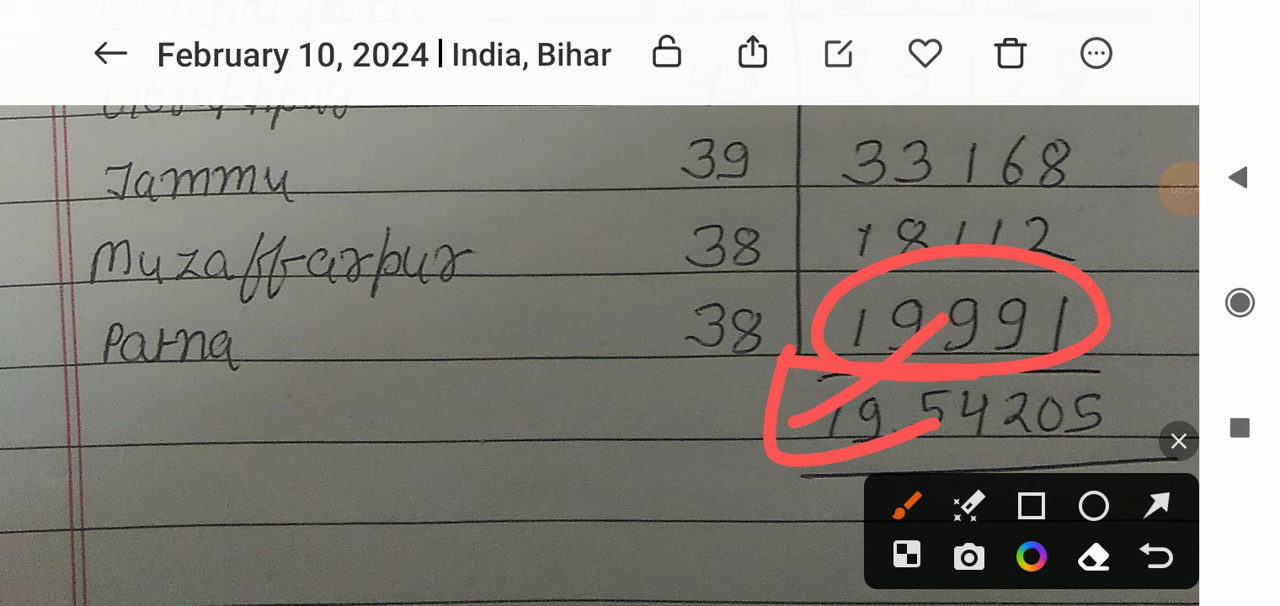 February 10, 2024 | India, Bihar
Jammu 39 33168
Muzaffarpur 38 18112
Patna 38 19991
19.54205